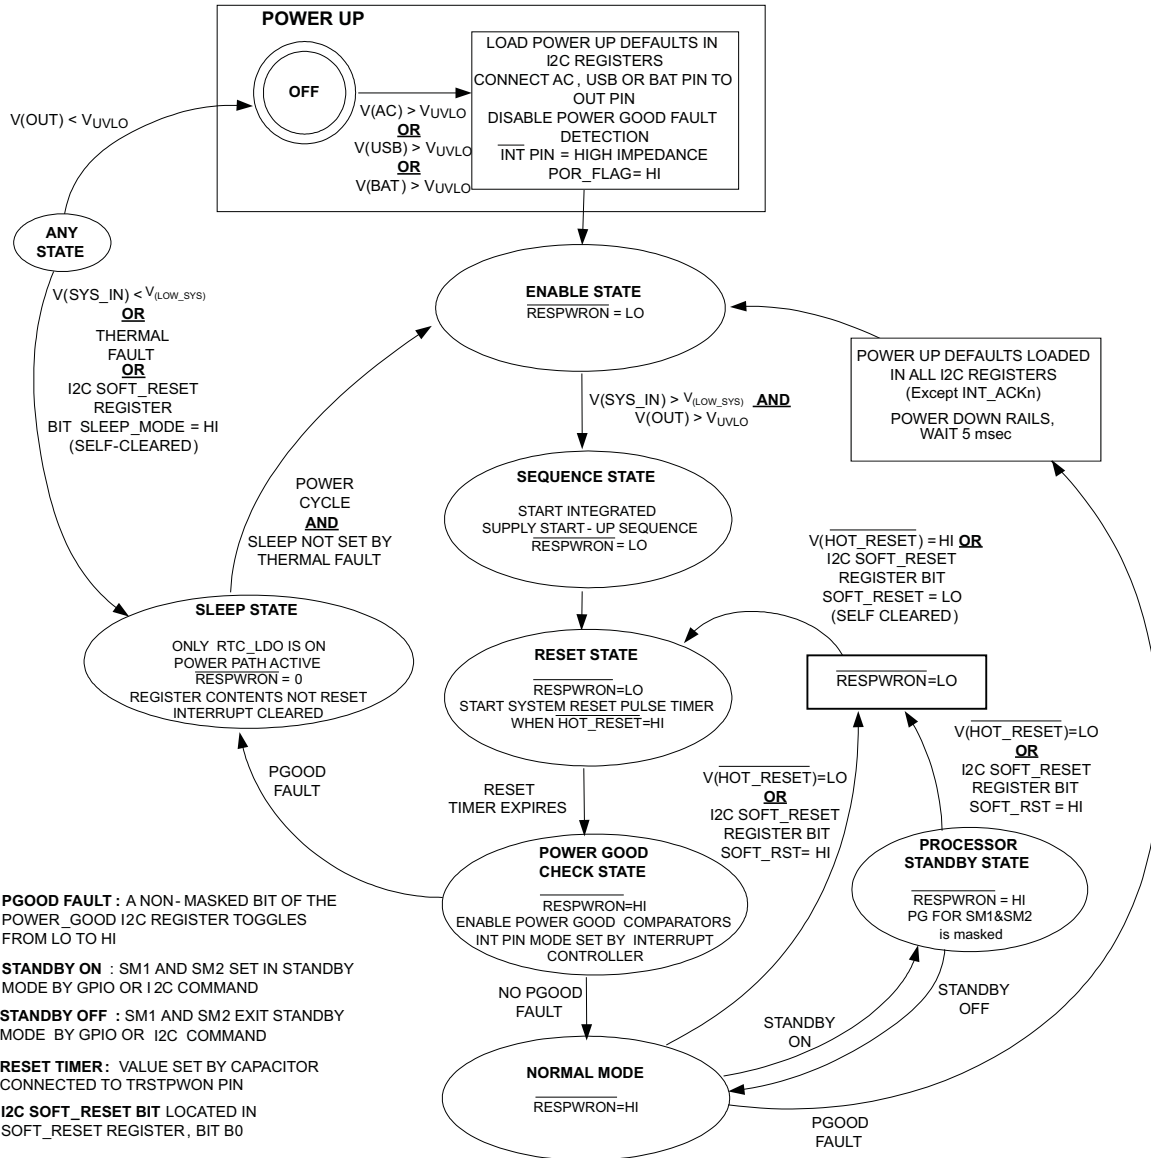 POWER UP
OFF
V(AC) > VUVLO
OR
V(USB) > VUVLO
OR
V(BAT) > VUVLO
LOAD POWER UP DEFAULTS IN
I2C REGISTERS
CONNECT AC, USB OR BAT PIN TO
OUT PIN
DISABLE POWER GOOD FAULT
DETECTION
INT PIN = HIGH IMPEDANCE
POR_FLAG= HI
V(OUT) < VUVLO
ANY
STATE
V(SYS_IN) < V(LOW_SYS)
OR
THERMAL
FAULT
OR
I2C SOFT_RESET
REGISTER
BIT SLEEP_MODE = HI
(SELF-CLEARED)
ENABLE STATE
RESPWRON = LO
POWER UP DEFAULTS LOADED
IN ALL I2C REGISTERS
(Except INT_ACKn)
POWER DOWN RAILS,
WAIT 5 msec
V(SYS_IN) > V(LOW_SYS) AND
V(OUT) > VUVLO
POWER
CYCLE
AND
SLEEP NOT SET BY
THERMAL FAULT
SEQUENCE STATE
START INTEGRATED
SUPPLY START-UP SEQUENCE
RESPWRON = LO
V(HOT_RESET) = HI OR
I2C SOFT_RESET
REGISTER BIT
SOFT_RESET = LO
(SELF CLEARED)
SLEEP STATE
ONLY RTC_LDO IS ON
POWER PATH ACTIVE
RESPWRON = 0
REGISTER CONTENTS NOT RESET
INTERRUPT CLEARED
RESET STATE
RESPWRON=LO
START SYSTEM RESET PULSE TIMER
WHEN HOT_RESET=HI
RESPWRON=LO
PGOOD
FAULT
RESET
TIMER EXPIRES
V(HOT_RESET)=LO
OR
I2C SOFT_RESET
REGISTER BIT
SOFT_RST= HI
V(HOT_RESET)=LO
OR
I2C SOFT_RESET
REGISTER BIT
SOFT_RST = HI
POWER GOOD
CHECK STATE
RESPWRON=HI
ENABLE POWER GOOD COMPARATORS
INT PIN MODE SET BY INTERRUPT
CONTROLLER
PROCESSOR
STANDBY STATE
RESPWRON = HI
PG FOR SM1&SM2
is masked
NO PGOOD
FAULT
STANDBY
ON
STANDBY
OFF
NORMAL MODE
RESPWRON=HI
PGOOD
FAULT
PGOOD FAULT : A NON-MASKED BIT OF THE
POWER_GOOD I2C REGISTER TOGGLES
FROM LO TO HI
STANDBY ON : SM1 AND SM2 SET IN STANDBY
MODE BY GPIO OR I2C COMMAND
STANDBY OFF : SM1 AND SM2 EXIT STANDBY
MODE BY GPIO OR I2C COMMAND
RESET TIMER: VALUE SET BY CAPACITOR
CONNECTED TO TRSTPWON PIN
I2C SOFT_RESET BIT LOCATED IN
SOFT_RESET REGISTER, BIT B0